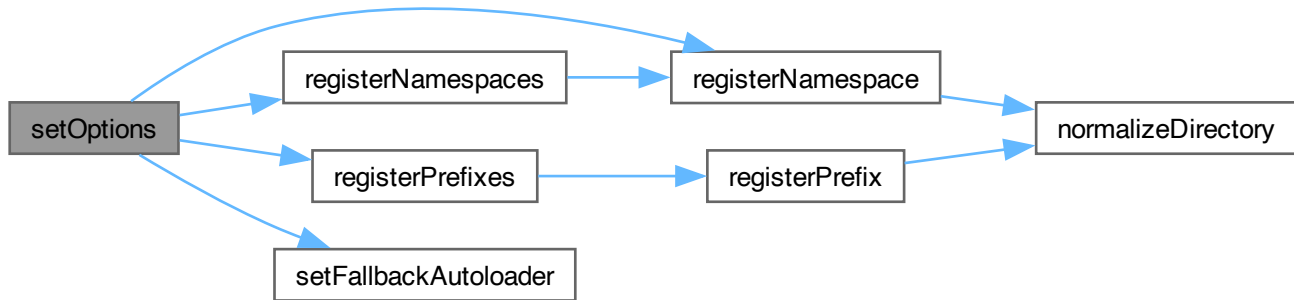 setOptions
registerNamespaces
registerNamespace
normalizeDirectory
registerPrefixes
registerPrefix
setFallbackAutoloader